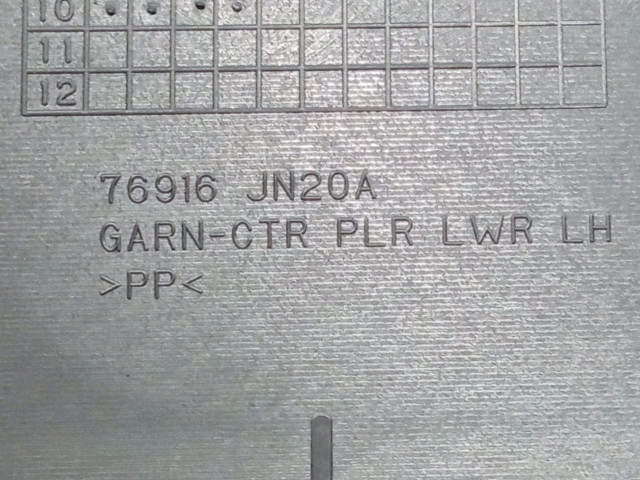 10
11
12
76916 JN20A
GARN-CTR PLR LWR LH
>PP<